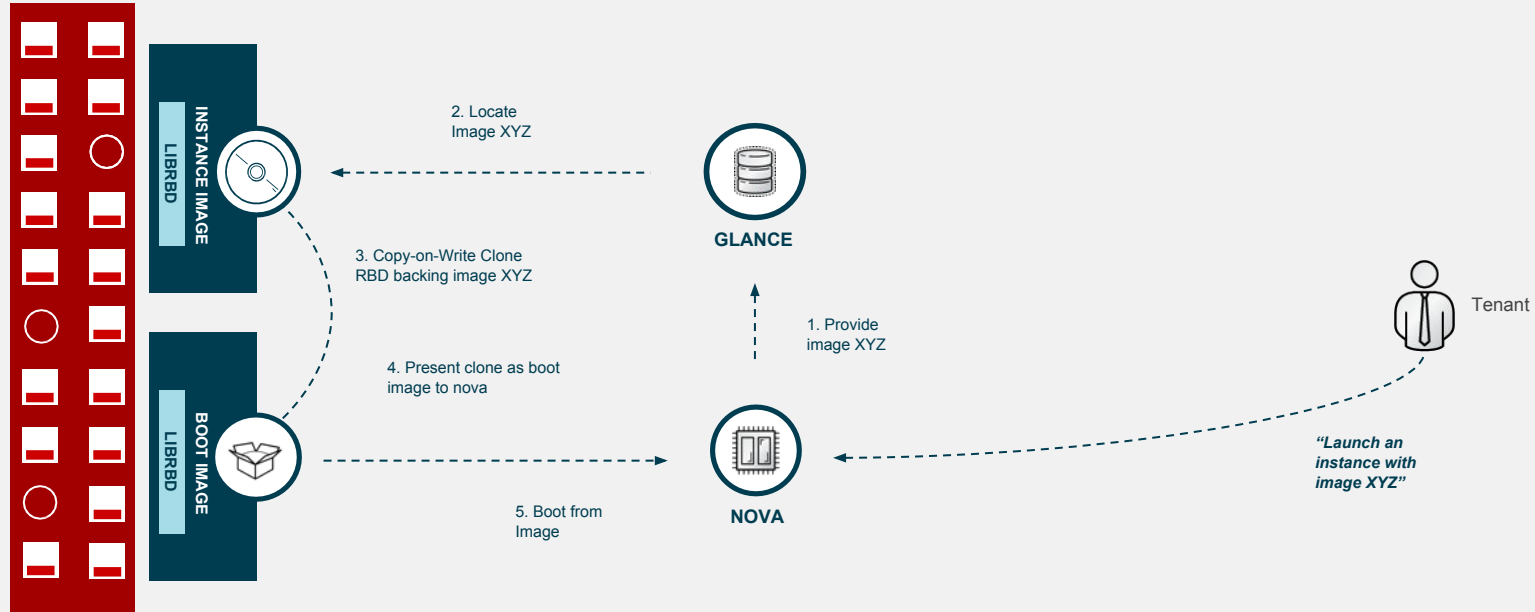 INSTANCE IMAGE
LIBRBD
2. Locate
Image XYZ
GLANCE
3. Copy-on-Write Clone
RBD backing image XYZ
1. Provide
image XYZ
Tenant
4. Present clone as boot
image to nova
BOOT IMAGE
LIBRBD
“Launch an
instance with
image XYZ”
5. Boot from
Image
NOVA